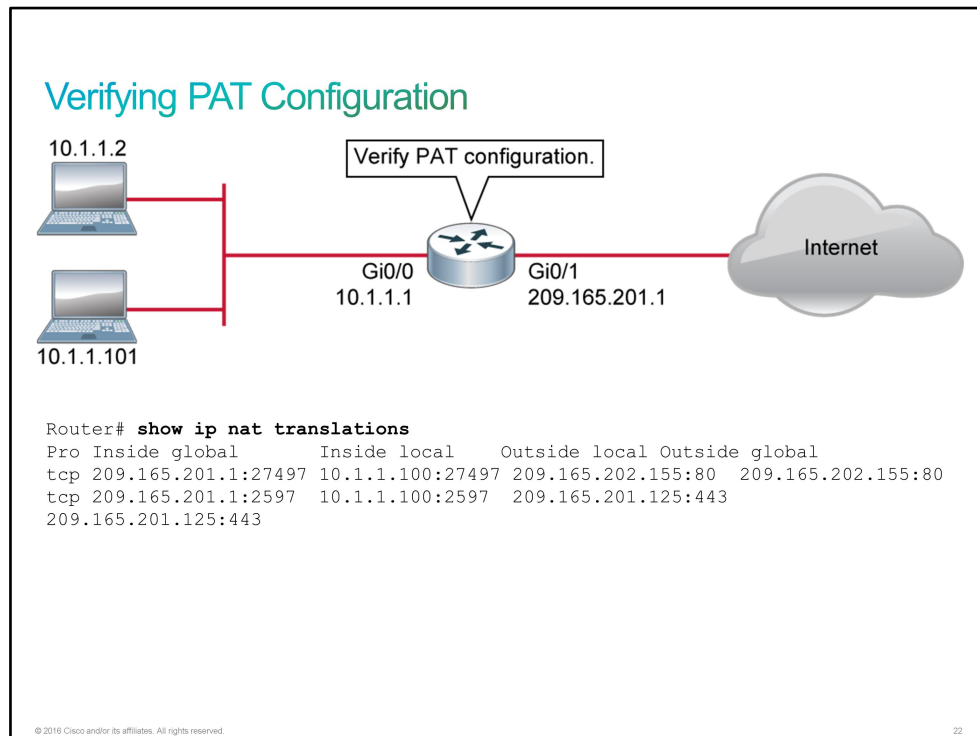 Verifying PAT Configuration
10.1.1.2
Verify PAT configuration.
Internet
Gi0/0
10.1.1.1
Gi0/1
209.165.201.1
10.1.1.101
Router# show ip nat translations
Pro Inside global Inside local Outside local Outside global
tcp 209.165.201.1:27497 10.1.1.100:27497 209.165.202.155:80 209.165.202.155:80
tcp 209.165.201.1:2597 10.1.1.100:2597 209.165.201.125:443
209.165.201.125:443
© 2016 Cisco and/or its affiliates. All rights reserved.
22